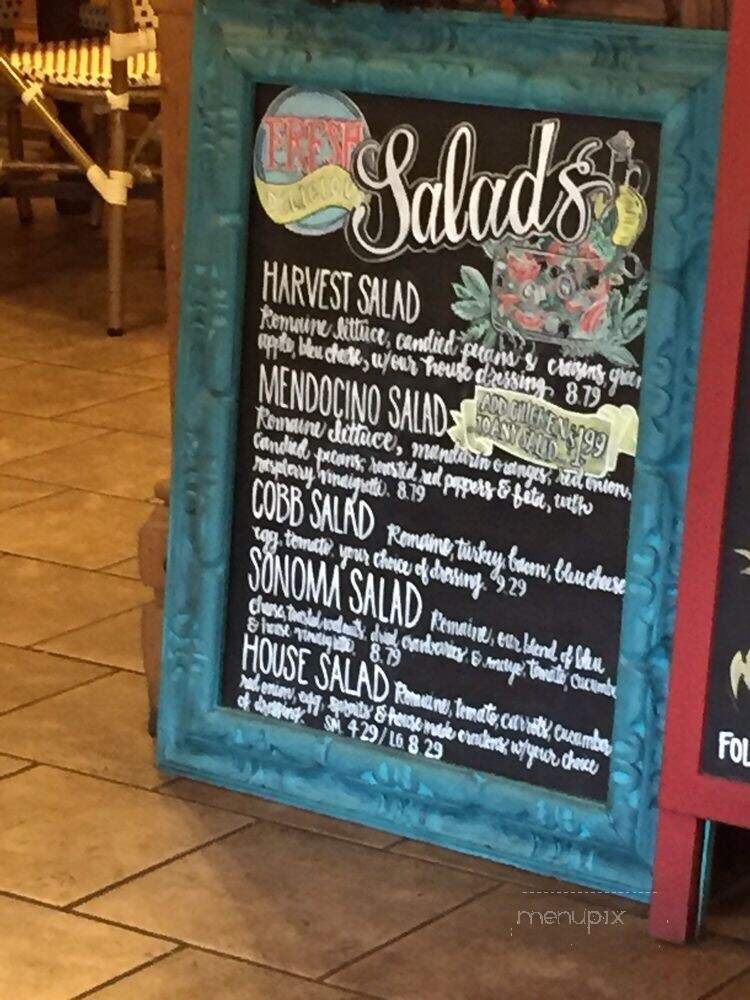 FRESH
DELICIOUS
Salads
HARVEST SALAD
Romaine lettuce, candied pecans & craisins, green
apple, bleu cheese, w/our house dressing. 8.79
MENDOCINO SALAD
ADD CHICKEN
TO ANY SALAD $1.99
Romaine lettuce, mandarin oranges, red onion,
candied pecans, roasted red peppers & feta, with
raspberry vinaigrette. 8.79
COBB SALAD Romaine, turkey, bacon, bleu cheese
egg, tomato, your choice of dressing. 9.29
SONOMA SALAD Romaine, our blend of bleu
cheese, toasted walnuts, dried cranberries & mayo, tomato, cucumber
& house vinaigrette. 8.79
HOUSE SALAD Romaine, tomato, carrots, cucumber
red onion, egg, sprouts & house made croutons, w/your choice
of dressing. SM. 4.29/LG. 8.29
FOL
menupix